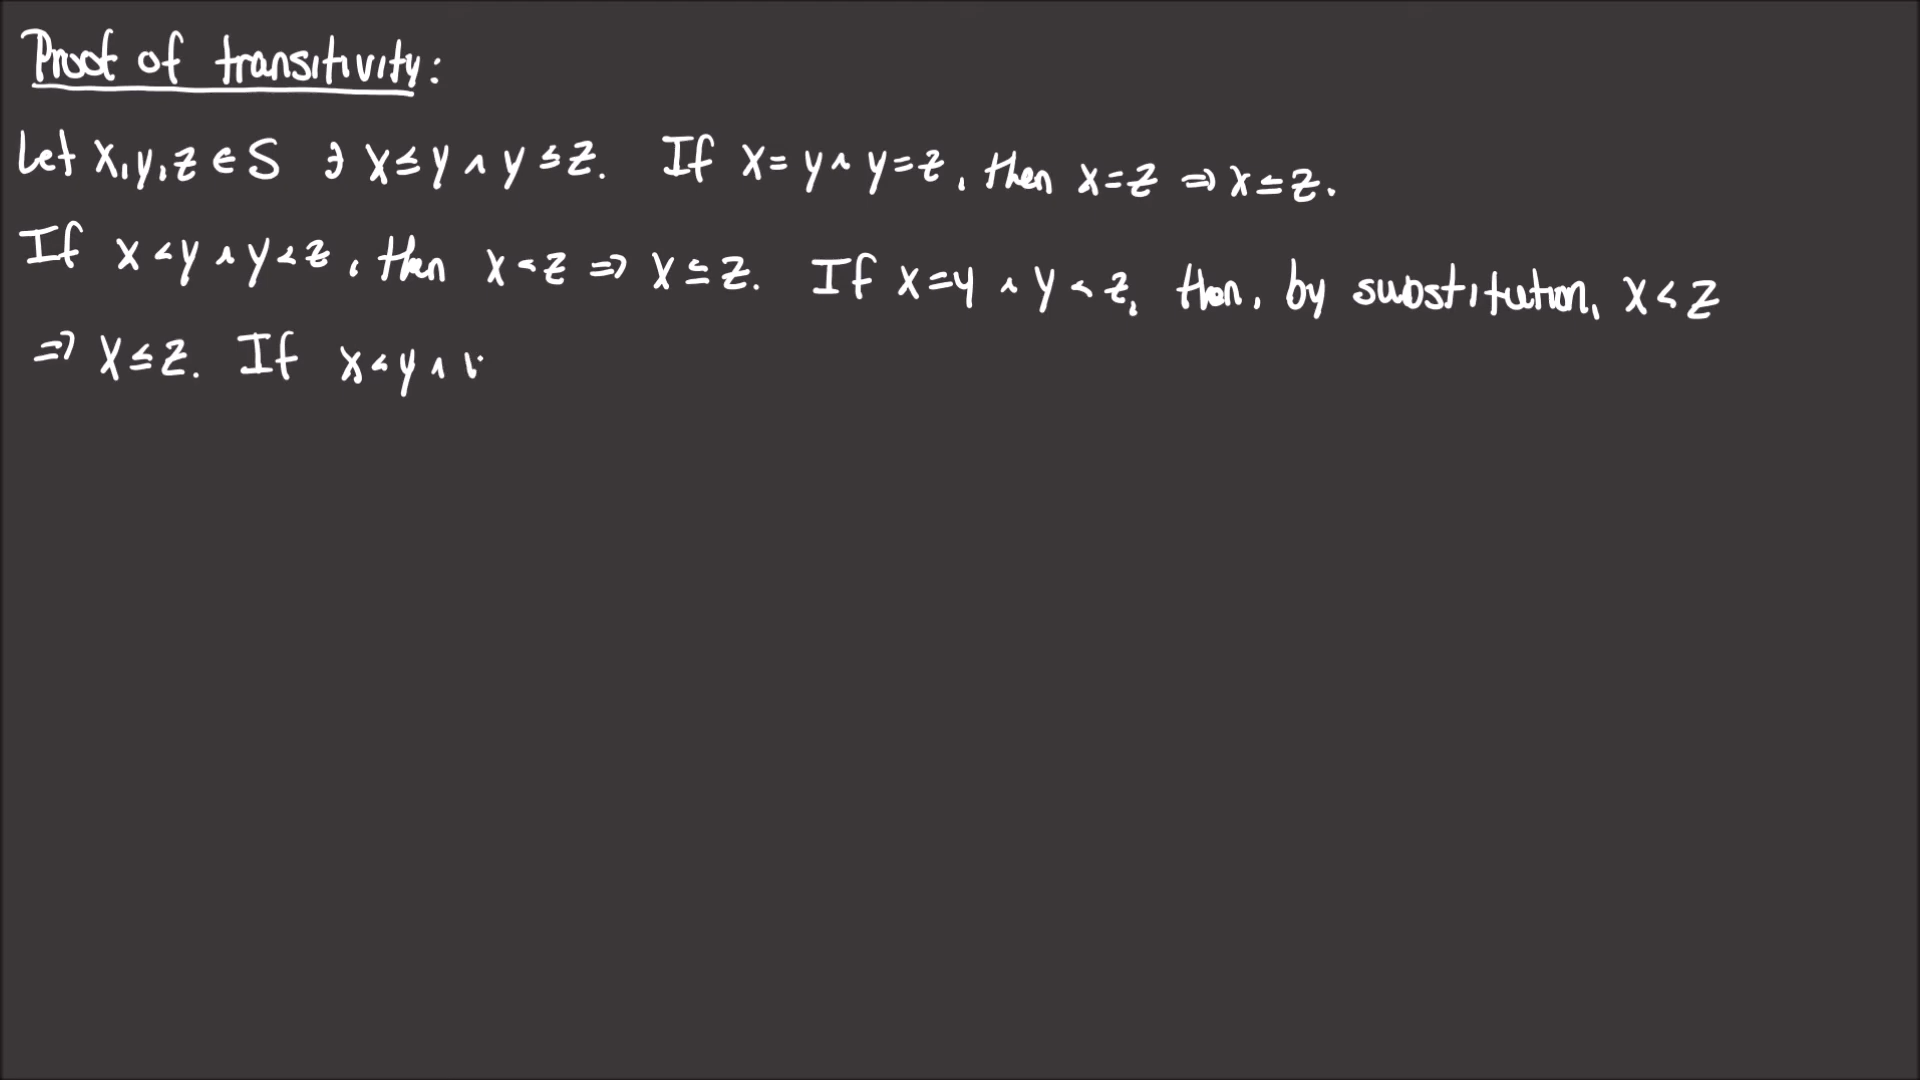 Proof of transitivity:
Let x, y, z ∈ S ∋ x ≤ y ∧ y ≤ z. If x = y ∧ y = z, then x = z ⇒ x ≤ z.
If x < y ∧ y < z, then x < z ⇒ x ≤ z. If x = y ∧ y < z, then, by substitution, x < z
⇒ x ≤ z. If x < y ∧